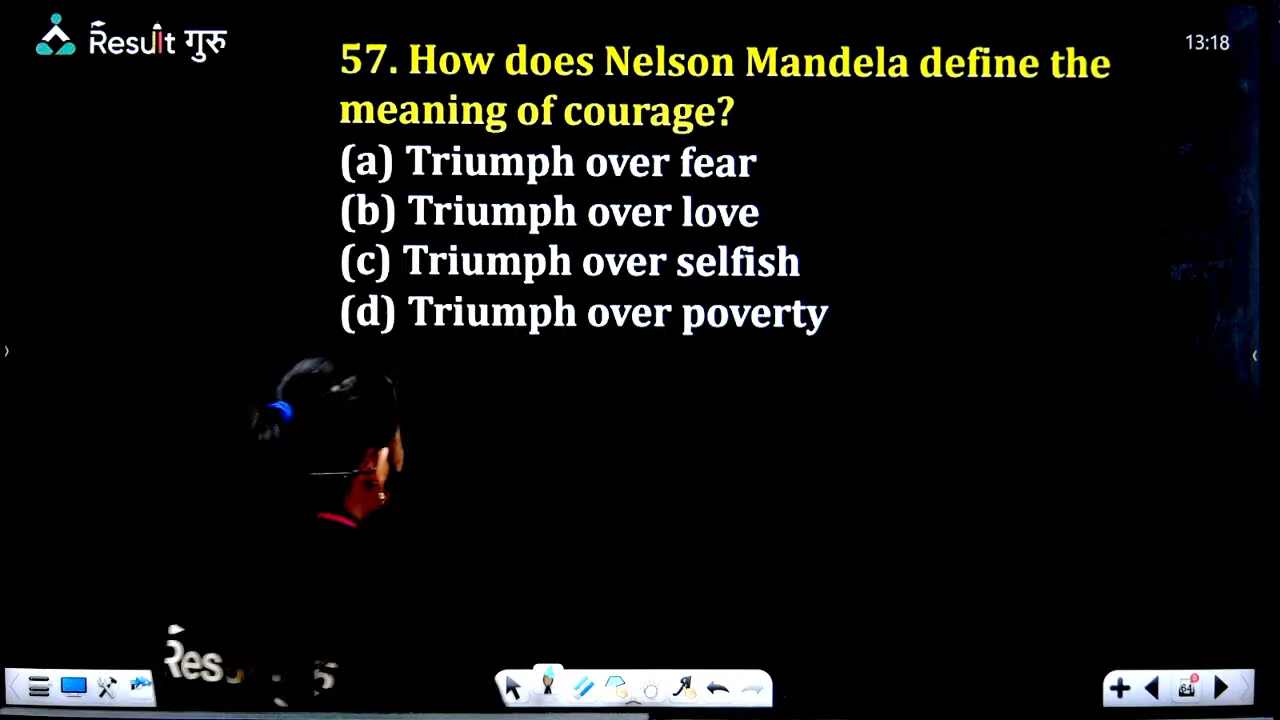 Result गुरु
13:18
57. How does Nelson Mandela define the
meaning of courage?
(a) Triumph over fear
(b) Triumph over love
(c) Triumph over selfish
(d) Triumph over poverty
64